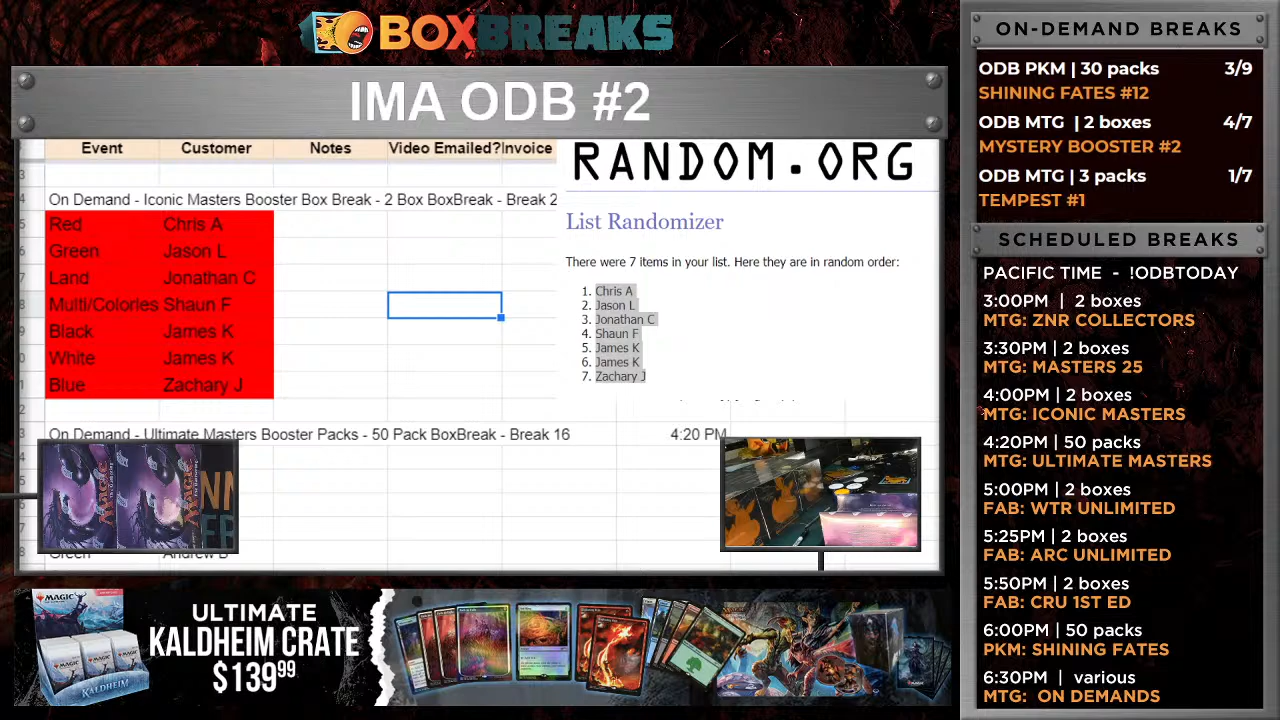 BOXBREAKS
IMA ODB #2
Event Customer Notes Video Emailed? Invoice
On Demand - Iconic Masters Booster Box Break - 2 Box BoxBreak - Break 2
Red Chris A
Green Jason L
Land Jonathan C
Multi/Colories Shaun F
Black James K
White James K
Blue Zachary J
On Demand - Ultimate Masters Booster Packs - 50 Pack BoxBreak - Break 16 4:20 PM
RANDOM.ORG
List Randomizer
There were 7 items in your list. Here they are in random order:
1. Chris A
2. Jason L
3. Jonathan C
4. Shaun F
5. James K
6. James K
7. Zachary J
MAGIC
MAGIC
ULTIMATE
KALDHEIM CRATE
$139.99
MAGIC
KALDHEIM
ON-DEMAND BREAKS
ODB PKM | 30 packs 3/9
SHINING FATES #12
ODB MTG | 2 boxes 4/7
MYSTERY BOOSTER #2
ODB MTG | 3 packs 1/7
TEMPEST #1
SCHEDULED BREAKS
PACIFIC TIME - !ODBTODAY
3:00PM | 2 boxes
MTG: ZNR COLLECTORS
3:30PM | 2 boxes
MTG: MASTERS 25
4:00PM | 2 boxes
MTG: ICONIC MASTERS
4:20PM | 50 packs
MTG: ULTIMATE MASTERS
5:00PM | 2 boxes
FAB: WTR UNLIMITED
5:25PM | 2 boxes
FAB: ARC UNLIMITED
5:50PM | 2 boxes
FAB: CRU 1ST ED
6:00PM | 50 packs
PKM: SHINING FATES
6:30PM | various
MTG: ON DEMANDS